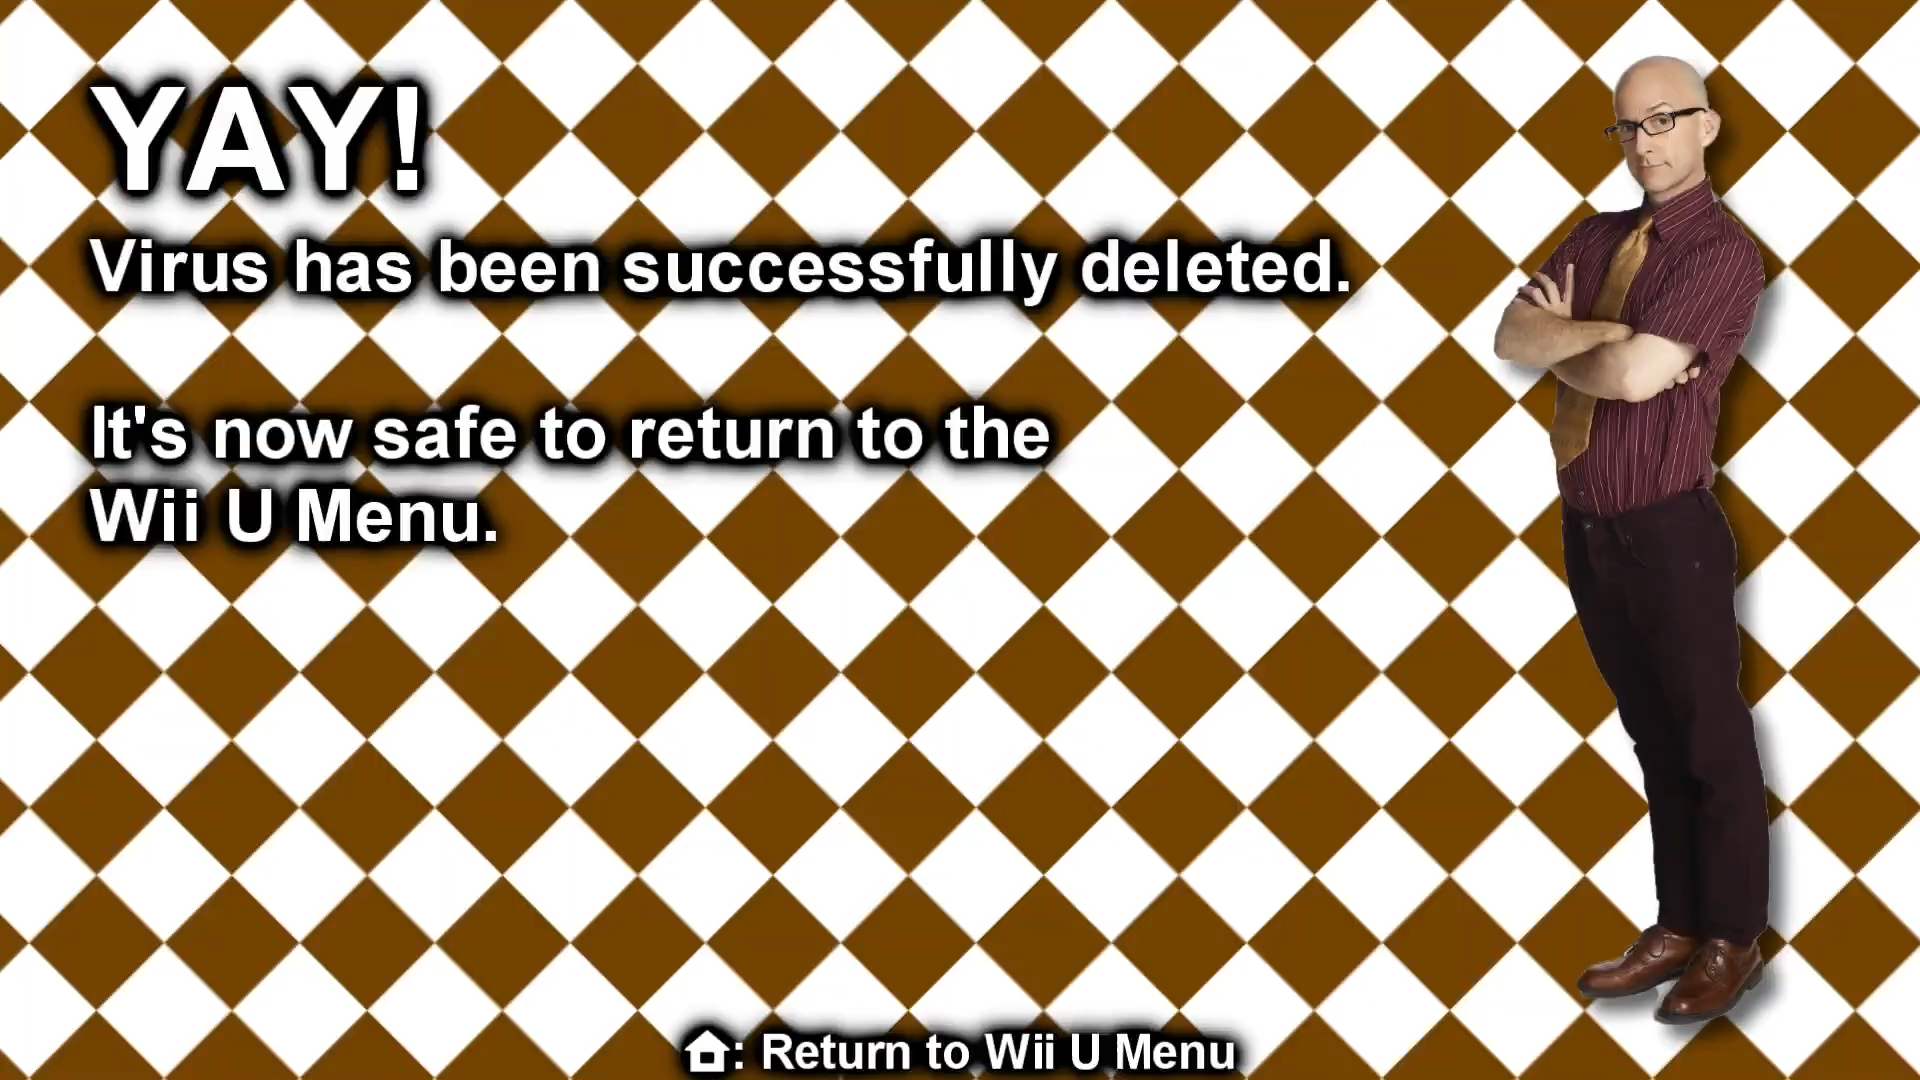 YAY!
Virus has been successfully deleted.
It's now safe to return to the
Wii U Menu.
: Return to Wii U Menu